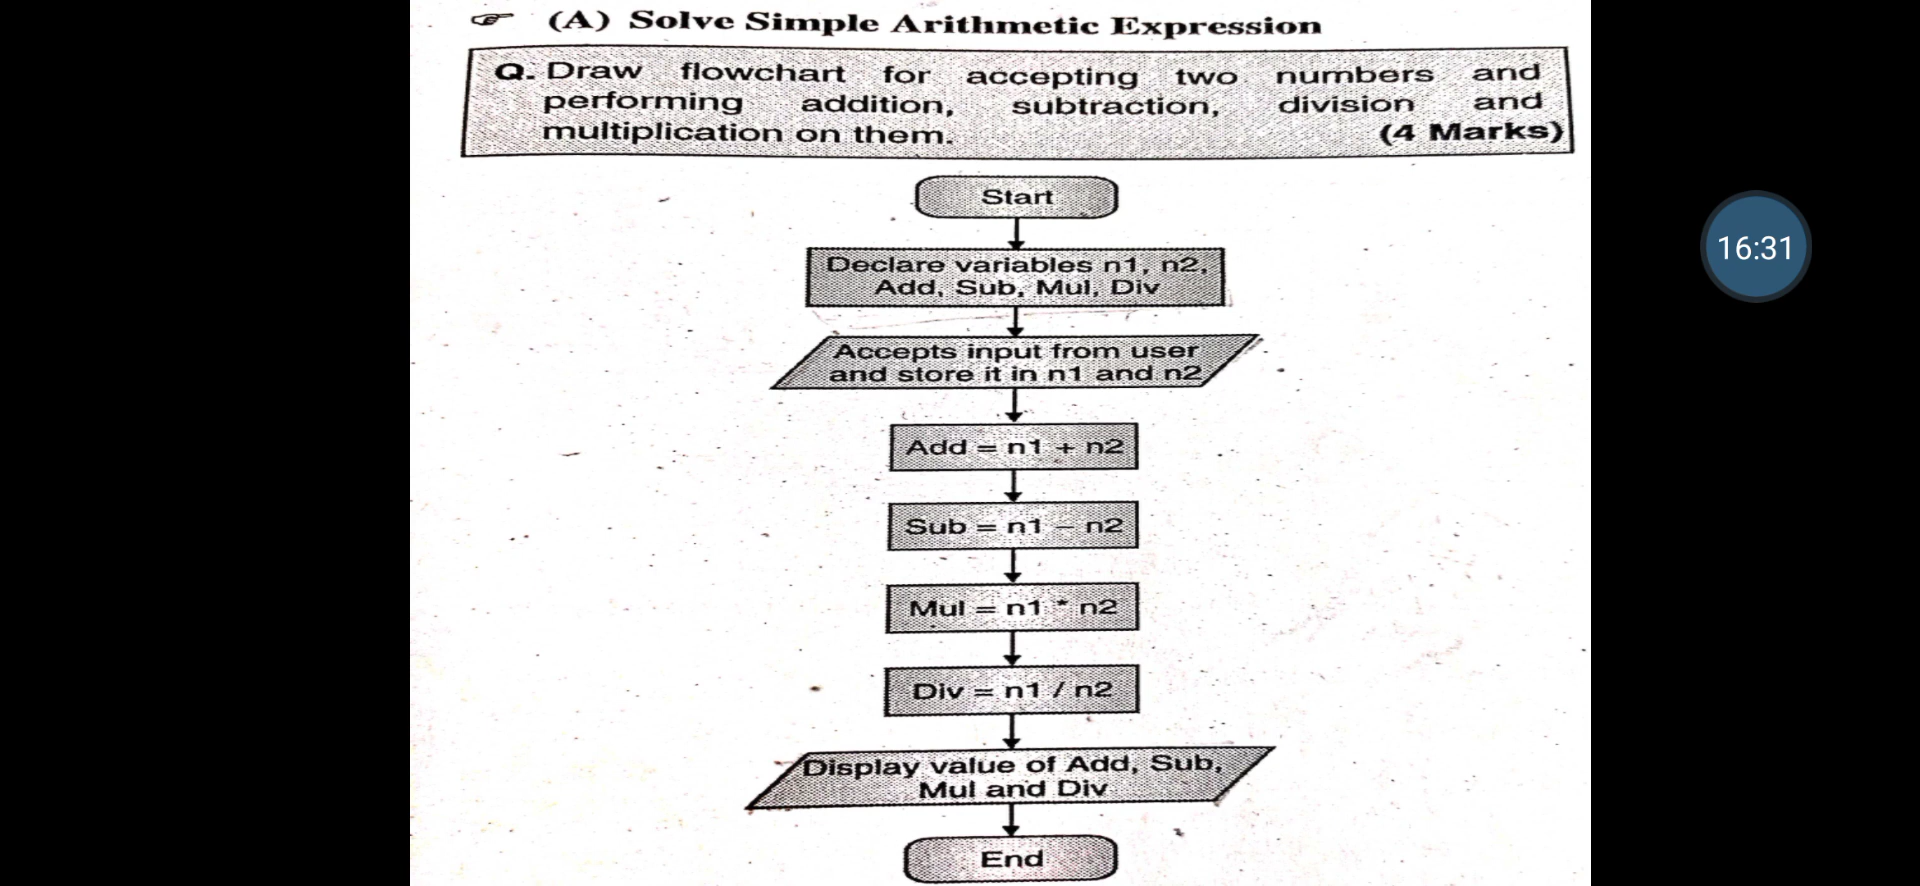 (A) Solve Simple Arithmetic Expression
Q. Draw flowchart for accepting two numbers and
performing addition, subtraction, division and
multiplication on them. (4 Marks)
Start
Declare variables n1, n2,
Add, Sub, Mul, Div
Accepts input from user
and store it in n1 and n2
Add = n1 + n2
Sub = n1 – n2
Mul = n1 * n2
Div = n1 / n2
Display value of Add, Sub,
Mul and Div
End
16:31